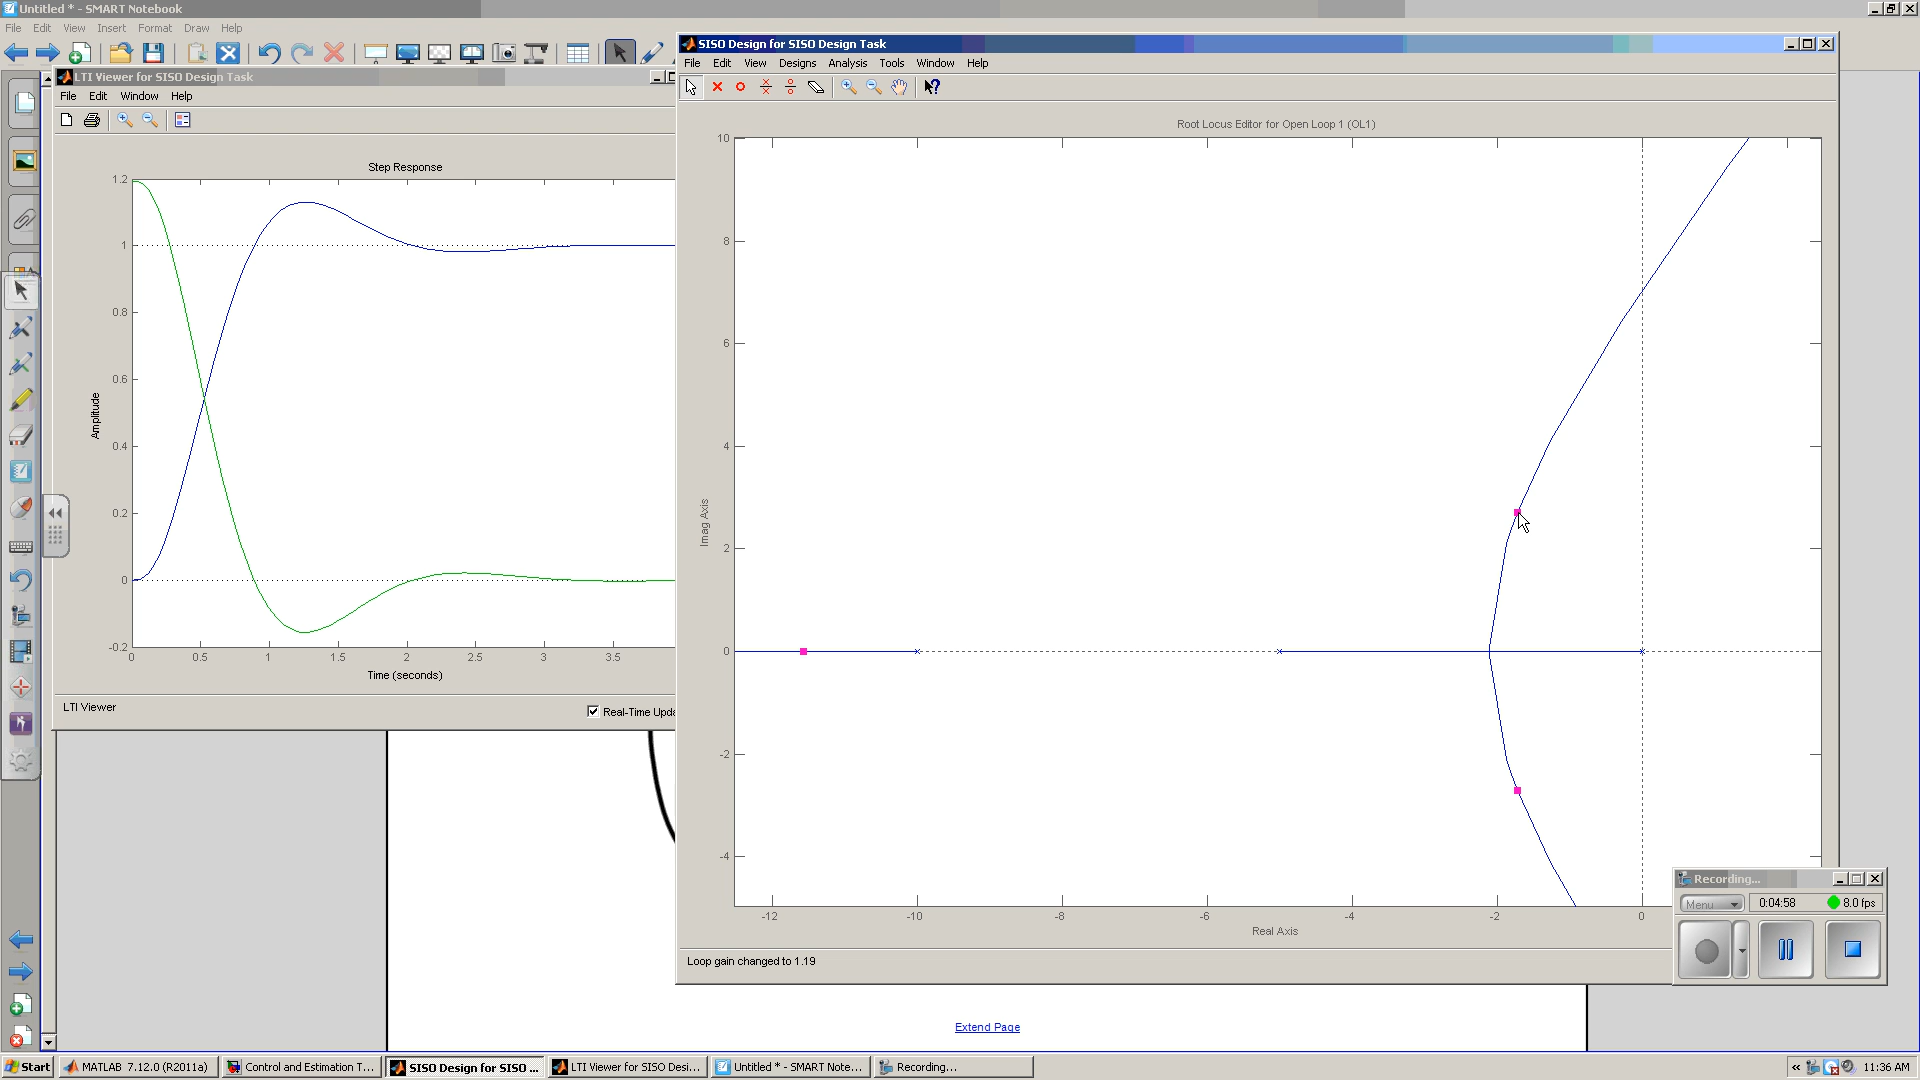 Untitled * - SMART Notebook
File Edit View Insert Format Draw Help
LTI Viewer for SISO Design Task
File Edit Window Help
Step Response
1.2
1
0.8
0.6
0.4
0.2
0
-0.2
Amplitude
0 0.5 1 1.5 2 2.5 3 3.5
Time (seconds)
LTI Viewer
Real-Time Upda
SISO Design for SISO Design Task
File Edit View Designs Analysis Tools Window Help
Root Locus Editor for Open Loop 1 (OL1)
10
8
6
4
2
0
-2
-4
Imag Axis
-12 -10 -8 -6 -4 -2 0
Real Axis
Loop gain changed to 1.19
Recording...
Menu 0:04:58 8.0 fps
Extend Page
Start MATLAB 7.12.0 (R2011a) Control and Estimation T... SISO Design for SISO ... LTI Viewer for SISO Desi... Untitled * - SMART Note... Recording... 11:36 AM